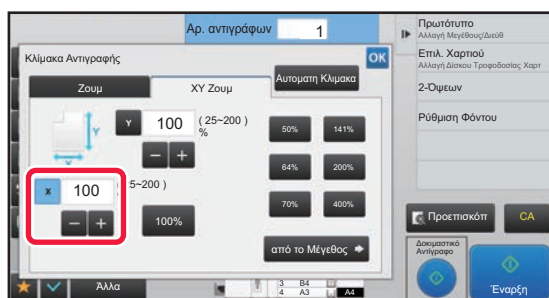 Αρ. αντιγράφων 1
Κλίμακα Αντιγραφής
OK
Ζουμ
XY Ζουμ
Αυτοματη Κλιμακα
Y
Y 100 ( 25~200 ) %
50% 141%
64% 200%
70% 400%
X
x 100 5~200 )
100%
από το Μέγεθος
Άλλα
3 B4
4 A3
A4
Πρωτότυπο
Αλλαγή Μεγέθους/Διεύθ
Επιλ. Χαρτιού
Αλλαγή Δίσκου Τροφοδοσίας Χαρτ
2-Όψεων
Ρύθμιση Φόντου
Προεπισκόπ
CA
Δοκιμαστικό
Αντίγραφο
Έναρξη